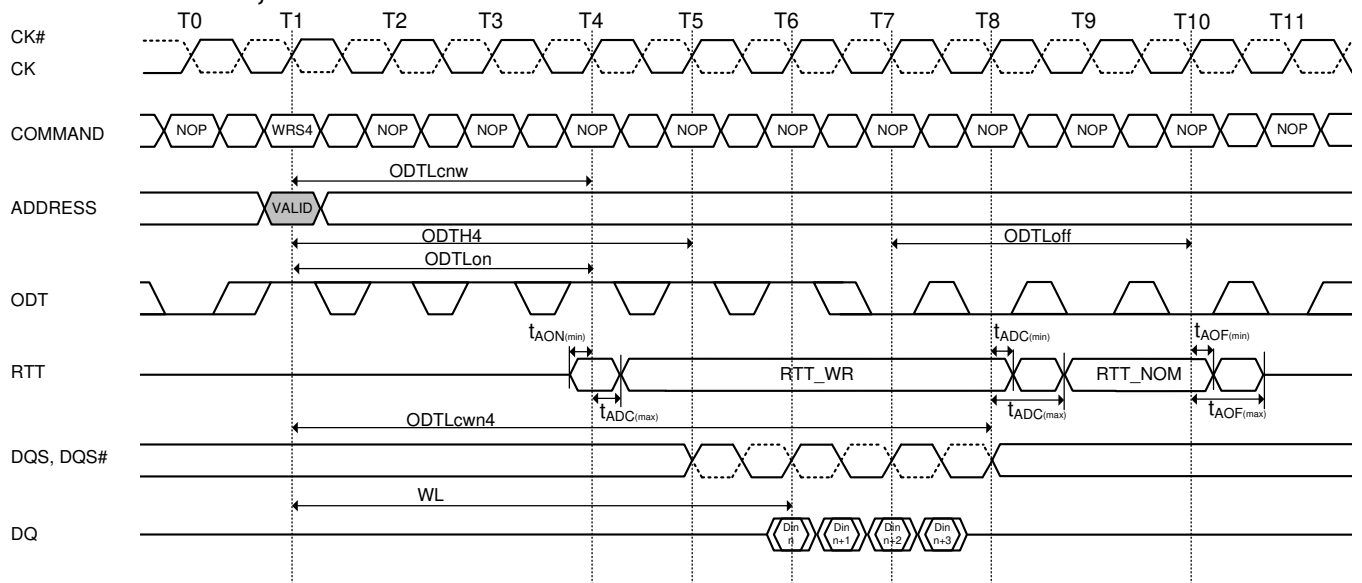 T0 T1 T2 T3 T4 T5 T6 T7 T8 T9 T10 T11
CK#
CK
COMMAND NOP WRS4 NOP NOP NOP NOP NOP NOP NOP NOP NOP NOP
ODTLcnw
ADDRESS VALID
ODTH4 ODTLoff
ODTLon
ODT
tAON(min) tADC(min) tAOF(min)
RTT RTT_WR RTT_NOM
tADC(max) tADC(max) tAOF(max)
ODTLcwn4
DQS, DQS#
WL
DQ Din n Din n+1 Din n+2 Din n+3